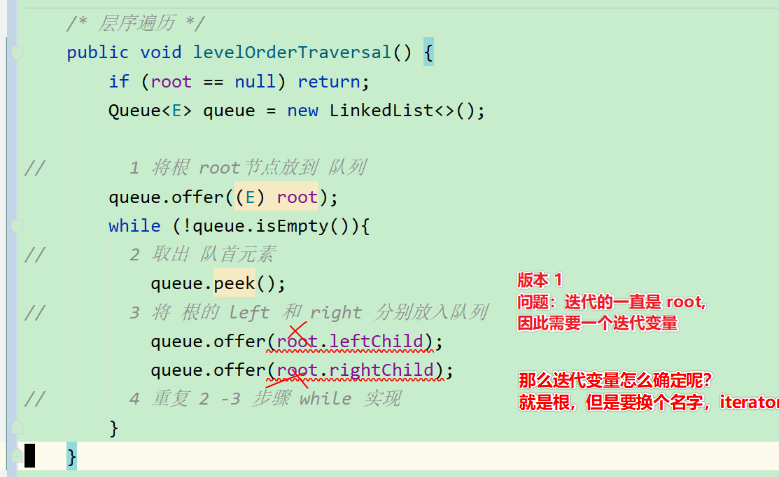 /* 层序遍历 */
public void levelOrderTraversal() {
if (root == null) return;
Queue<E> queue = new LinkedList<>();
// 1 将根 root节点放到 队列
queue.offer((E) root);
while (!queue.isEmpty()){
// 2 取出 队首元素
queue.peek();
// 3 将 根的 left 和 right 分别放入队列
queue.offer(root.leftChild);
queue.offer(root.rightChild);
// 4 重复 2 -3 步骤 while 实现
}
}
版本 1
问题：迭代的一直是 root,
因此需要一个迭代变量
那么迭代变量怎么确定呢？
就是根，但是要换个名字，iterator